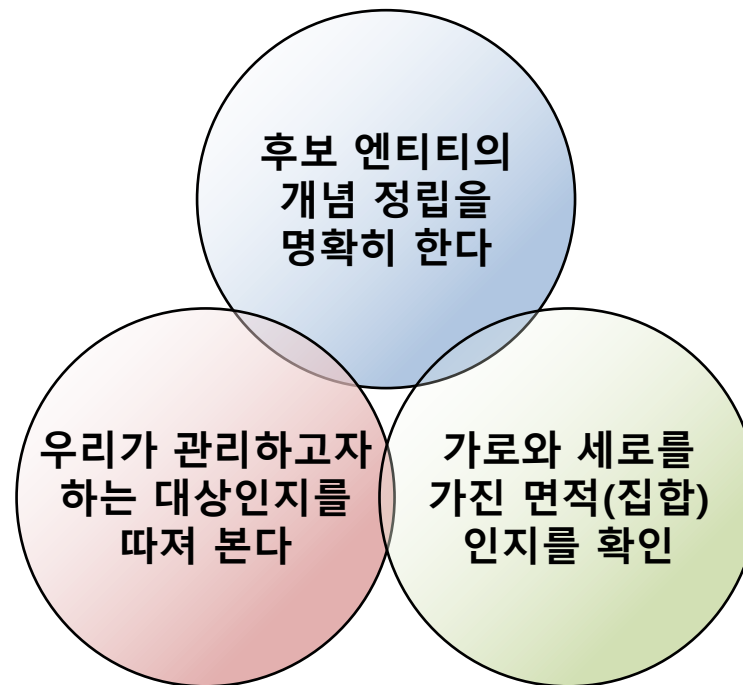 후보 엔티티의
개념 정립을
명확히 한다
우리가 관리하고자
하는 대상인지를
따져 본다
가로와 세로를
가진 면적(집합)
인지를 확인